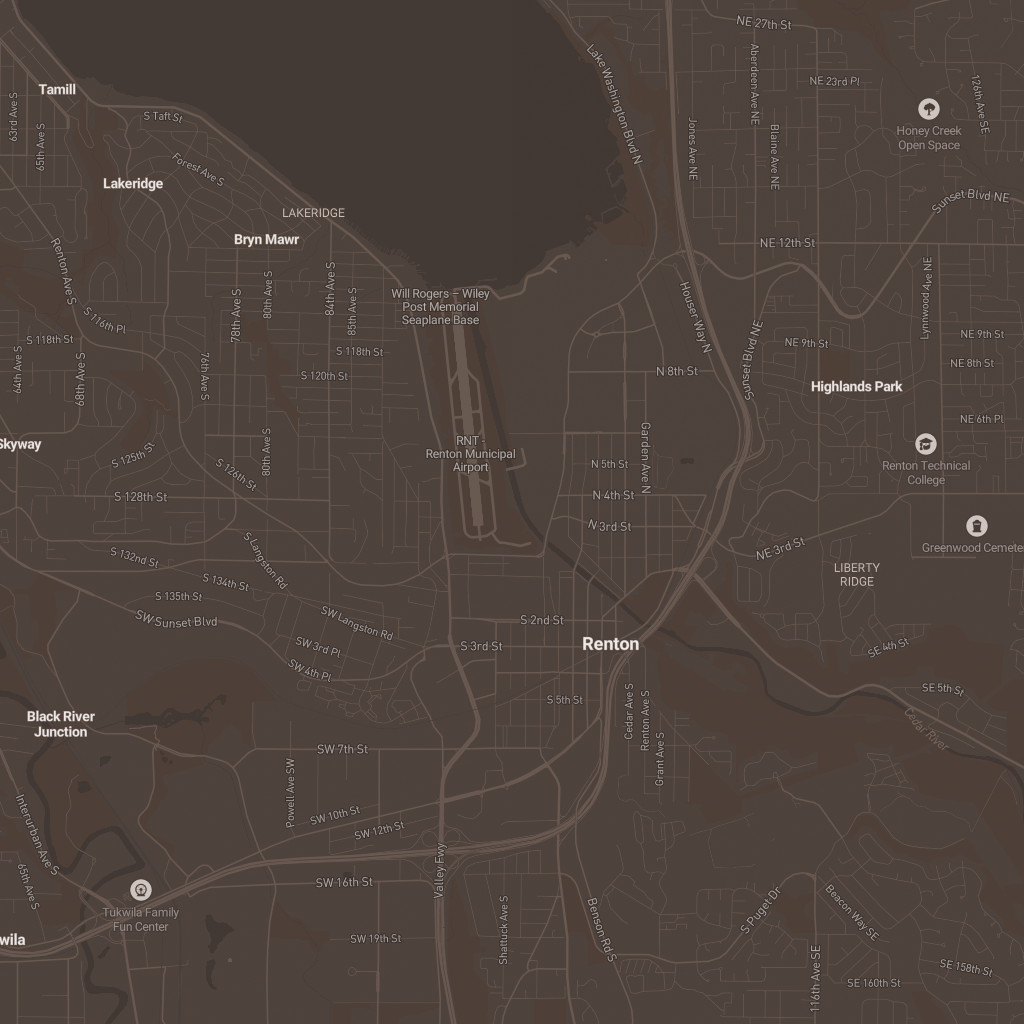 NE 27th St
Lake Washington Blvd N
Aberdeen Ave NE
NE 23rd Pl
126th Ave SE
Tamill
63rd Ave S
65th Ave S
S Taft St
Honey Creek
Open Space
Jones Ave NE
Blaine Ave NE
Forest Ave S
Lakeridge
LAKERIDGE
Sunset Blvd NE
Bryn Mawr
NE 12th St
Renton Ave S
80th Ave S
84th Ave S
78th Ave S
85th Ave S
Will Rogers – Wiley
Post Memorial
Seaplane Base
Houser Way N
Lynnwood Ave NE
S 116th Pl
S 118th St
S 118th St
NE 9th St
NE 9th St
Sunset Blvd NE
64th Ave S
68th Ave S
76th Ave S
S 120th St
N 8th St
NE 8th St
Highlands Park
NE 6th Pl
Skyway
S 125th St
80th Ave S
S 126th St
RNT -
Renton Municipal
Airport
Garden Ave N
N 5th St
Renton Technical
College
S 128th St
N 4th St
N 3rd St
NE 3rd St
Greenwood Cemete
S 132nd St
S Langston Rd
S 134th St
S 135th St
LIBERTY
RIDGE
SW Sunset Blvd
SW Langston Rd
S 2nd St
SW 3rd Pl
S 3rd St
Renton
SE 4th St
SW 4th Pl
SE 5th St
S 5th St
Cedar Ave S
Renton Ave S
Grant Ave S
Cedar River
Black River
Junction
SW 7th St
Powell Ave SW
SW 10th St
SW 12th St
Interurban Ave S
65th Ave S
Valley Fwy
SW 16th St
Tukwila Family
Fun Center
Shattuck Ave S
Benson Rd S
S Puget Dr
Beacon Way SE
wila
SW 19th St
116th Ave SE
SE 158th St
SE 160th St